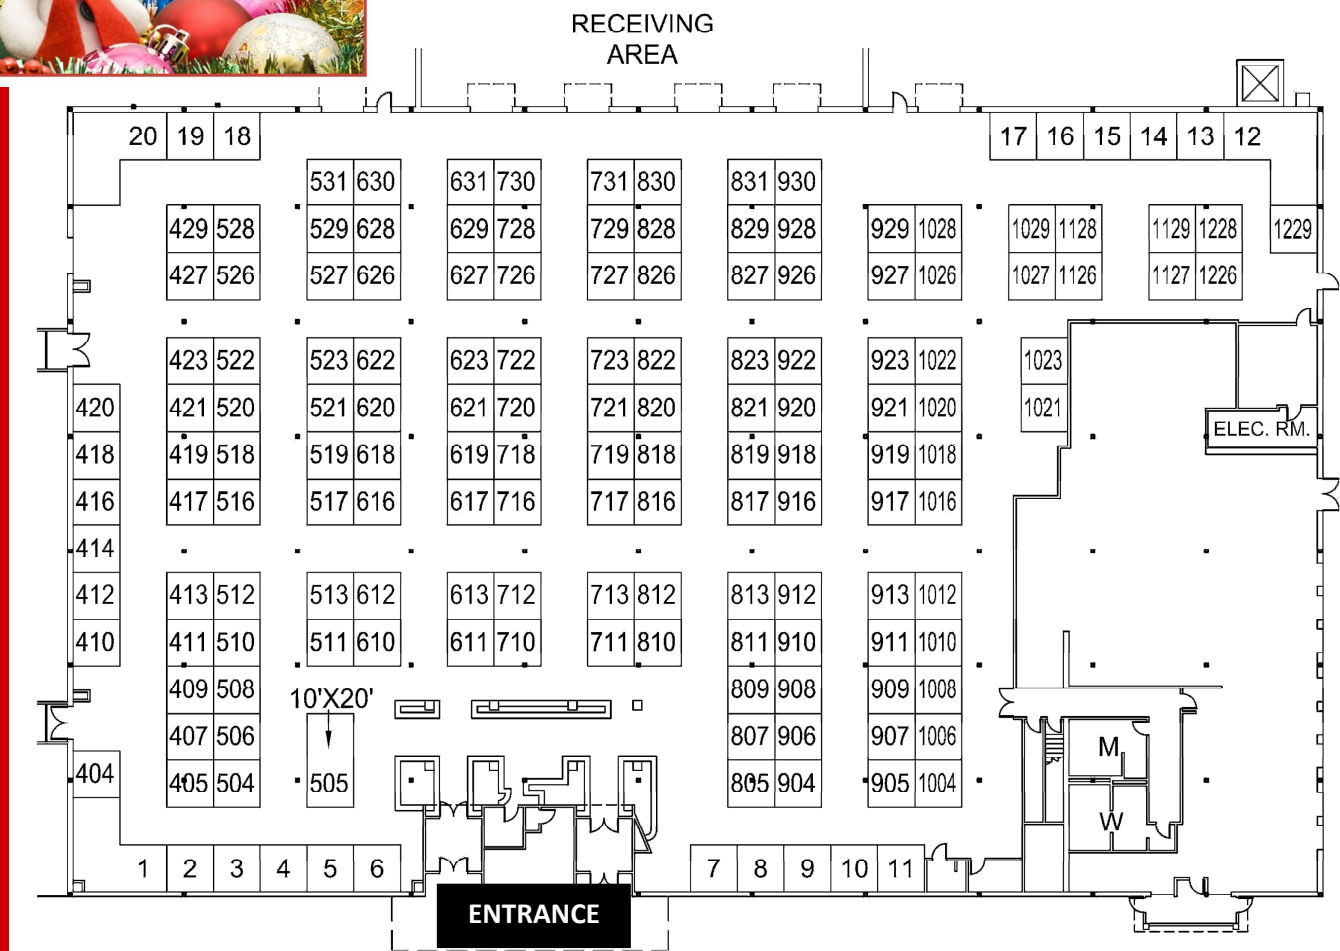 RECEIVING
AREA
20 19 18 17 16 15 14 13 12
531 630 631 730 731 830 831 930
429 528 529 628 629 728 729 828 829 928 929 1028 1029 1128 1129 1228 1229
427 526 527 626 627 726 727 826 827 926 927 1026 1027 1126 1127 1226
423 522 523 622 623 722 723 822 823 922 923 1022 1023
420 421 520 521 620 621 720 721 820 821 920 921 1020 1021
ELEC. RM.
418 419 518 519 618 619 718 719 818 819 918 919 1018
416 417 516 517 616 617 716 717 816 817 916 917 1016
414
412 413 512 513 612 613 712 713 812 813 912 913 1012
410 411 510 511 610 611 710 711 810 811 910 911 1010
409 508 10'X20' 809 908 909 1008
407 506 807 906 907 1006 M
404 405 504 505 805 904 905 1004
W
1 2 3 4 5 6 7 8 9 10 11
ENTRANCE